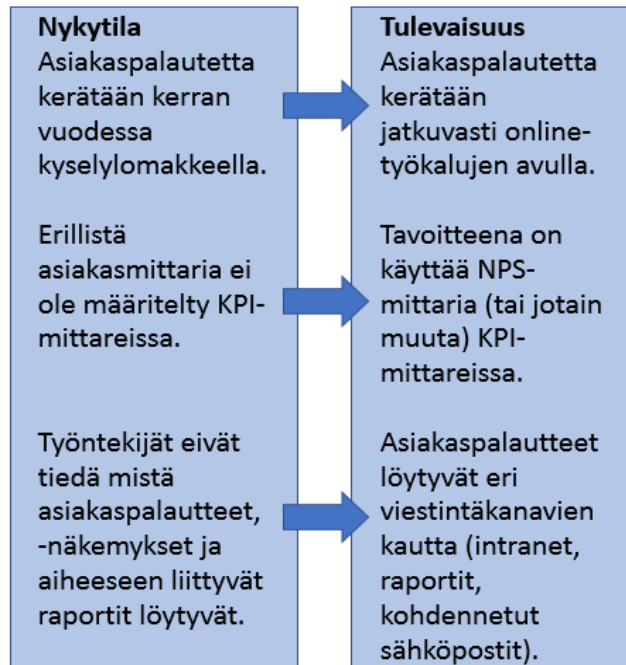 Nykytila
Asiakaspalautetta
kerätään kerran
vuodessa
kyselylomakkeella.
Erillistä
asiakasmittaria ei
ole määritelty KPI-
mittareissa.
Työntekijät eivät
tiedä mistä
asiakaspalautteet,
-näkemykset ja
aiheeseen liittyvät
raportit löytyvät.
Tulevaisuus
Asiakaspalautetta
kerätään
jatkuvasti online-
työkalujen avulla.
Tavoitteena on
käyttää NPS-
mittaria (tai jotain
muuta) KPI-
mittareissa.
Asiakaspalautteet
löytyvät eri
viestintäkanavien
kautta (intranet,
raportit,
kohdennetut
sähköpostit).